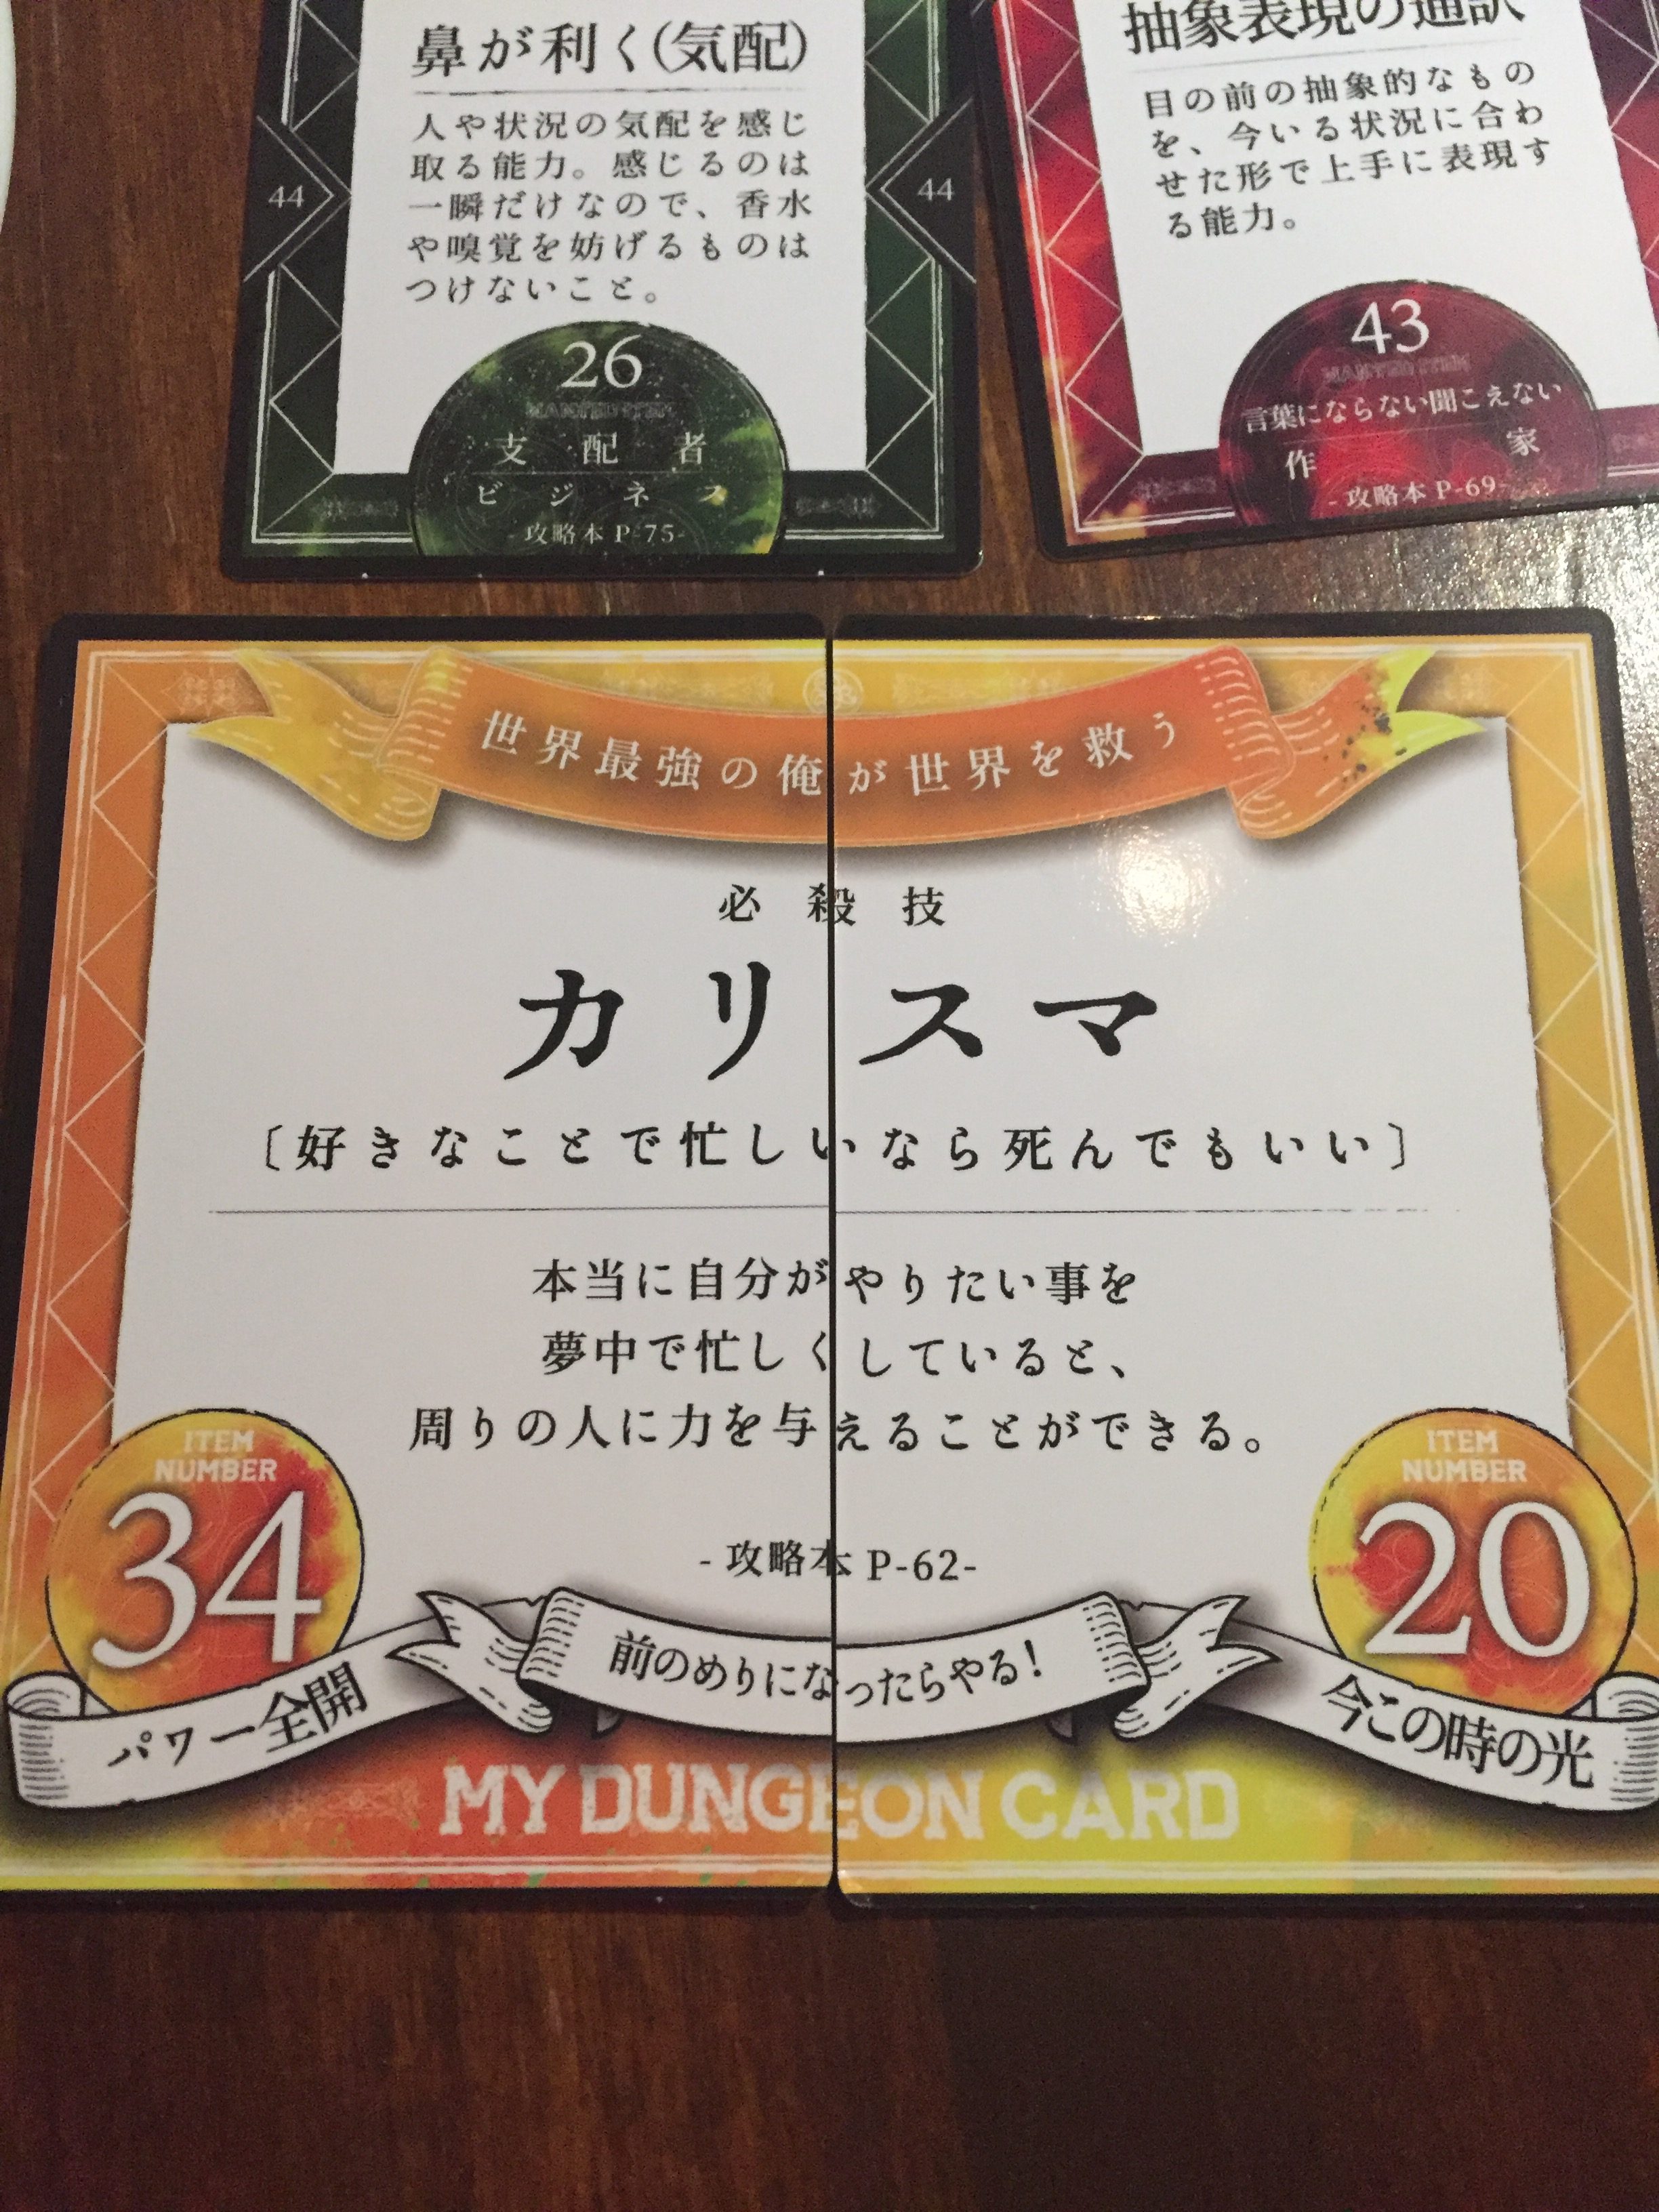 鼻が利く(気配)
人や状況の気配を感じ
取る能力。感じるのは
一瞬だけなので、香水
や嗅覚を妨げるものは
つけないこと。
44
44
26
WANTED ITEM
支配者
ビジネス
-攻略本 P-75-
抽象表現の通訳
目の前の抽象的なもの
を、今いる状況に合わ
せた形で上手に表現す
る能力。
43
WANTED ITEM
言葉にならない聞こえない
作家
-攻略本 P-69-
世界最強の俺が世界を救う
必殺技
カリスマ
〔好きなことで忙しいなら死んでもいい〕
本当に自分がやりたい事を
夢中で忙しくしていると、
周りの人に力を与えることができる。
-攻略本 P-62-
ITEM
NUMBER
34
パワー全開
前のめりになったらやる!
ITEM
NUMBER
20
今この時の光
MY DUNGEON CARD